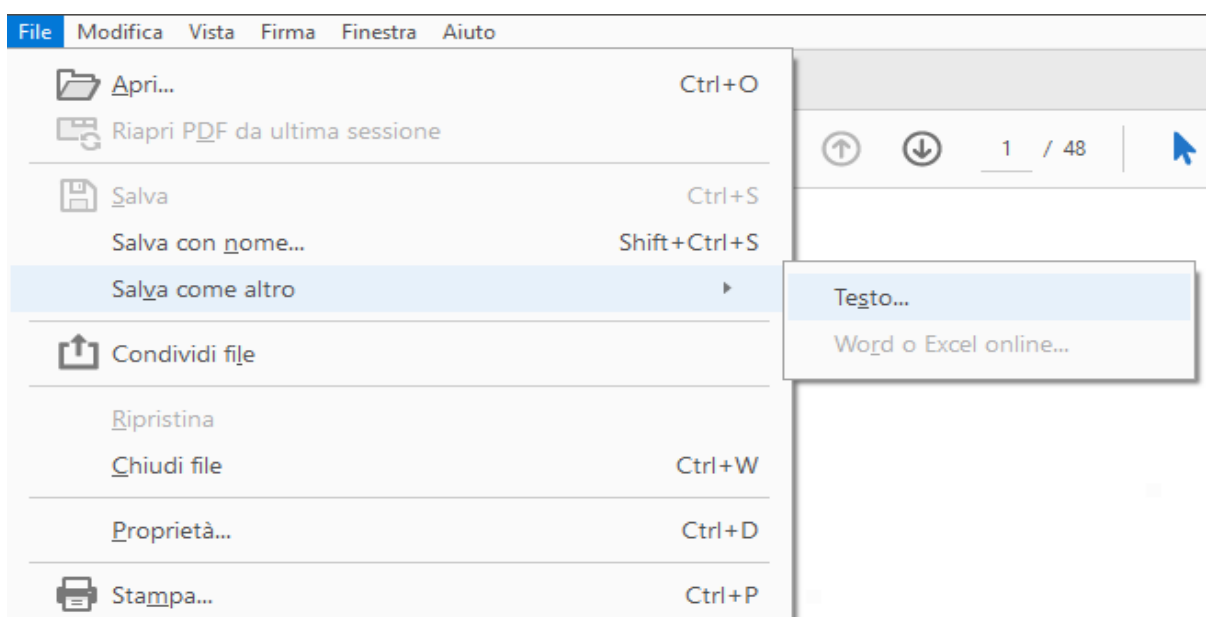 File Modifica Vista Firma Finestra Aiuto
Apri... Ctrl+O
Riapri PDF da ultima sessione
1 / 48
Salva Ctrl+S
Salva con nome... Shift+Ctrl+S
Salva come altro
Testo...
Word o Excel online...
Condividi file
Ripristina
Chiudi file Ctrl+W
Proprietà... Ctrl+D
Stampa... Ctrl+P